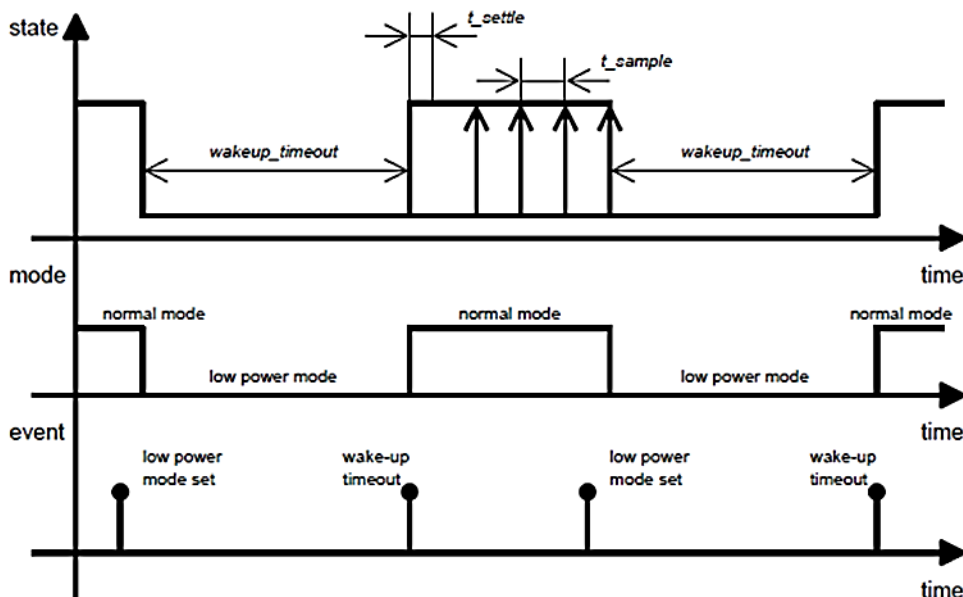 state
t_settle
t_sample
wakeup_timeout
wakeup_timeout
mode
time
normal mode
normal mode
normal mode
low power mode
low power mode
event
time
low power
mode set
wake-up
timeout
low power
mode set
wake-up
timeout
time